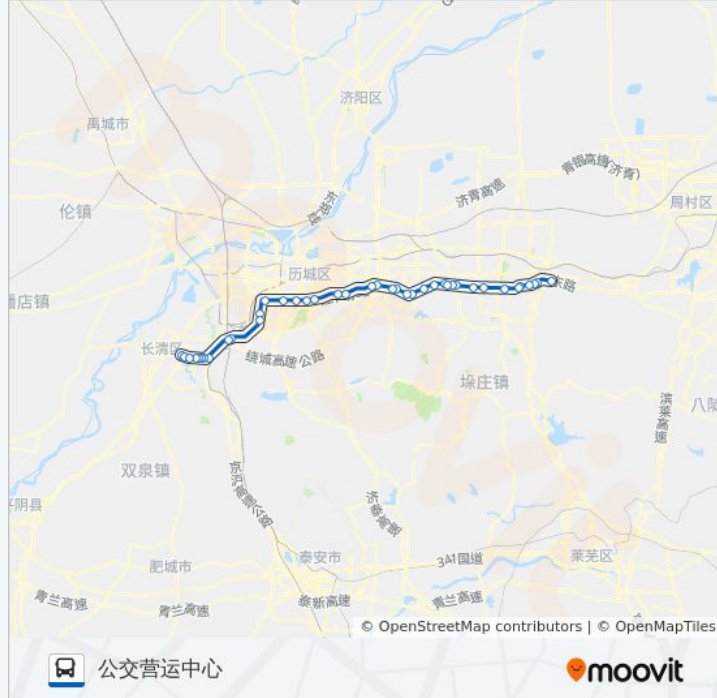 济阳区
禹城市
青银高速(济青)
济青高速
周村区
伦镇
历城区
潘店镇
东路
长清区
绕城高速公路
垛庄镇
八陡
滨莱高速
双泉镇
京沪高速公路
济泰高速
平阴县
泰安市
341国道
莱芜区
肥城市
青兰高速
青兰高速
泰新高速
青兰高速
© OpenStreetMap contributors | © OpenMapTiles
公交营运中心
moovit